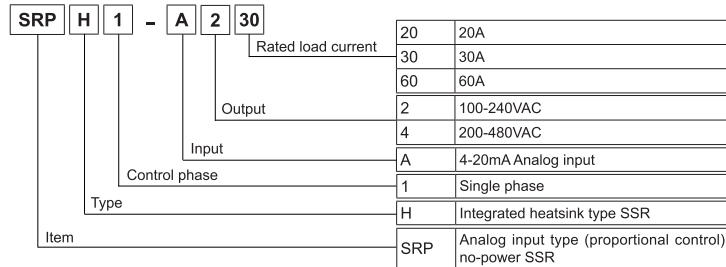 SRP H 1 - A 2 30
Rated load current
20 20A
30 30A
60 60A
Output
2 100-240VAC
4 200-480VAC
Input
A 4-20mA Analog input
Control phase
1 Single phase
Type
H Integrated heatsink type SSR
Item
SRP Analog input type (proportional control)
no-power SSR